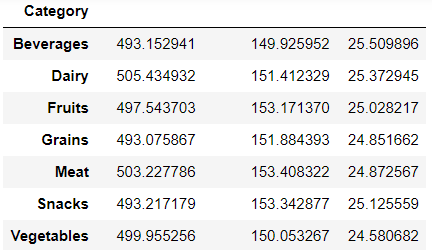 Category
Beverages 493.152941 149.925952 25.509896
Dairy 505.434932 151.412329 25.372945
Fruits 497.543703 153.171370 25.028217
Grains 493.075867 151.884393 24.851662
Meat 503.227786 153.408322 24.872567
Snacks 493.217179 153.342877 25.125559
Vegetables 499.955256 150.053267 24.580682